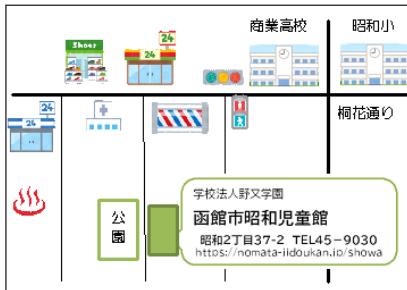 商業高校
昭和小
Shoes
24
24
24
24
桐花通り
公園
学校法人野又学園
函館市昭和児童館
昭和2丁目37-2 TEL45-9030
https://nomata-jidoukan.jp/showa